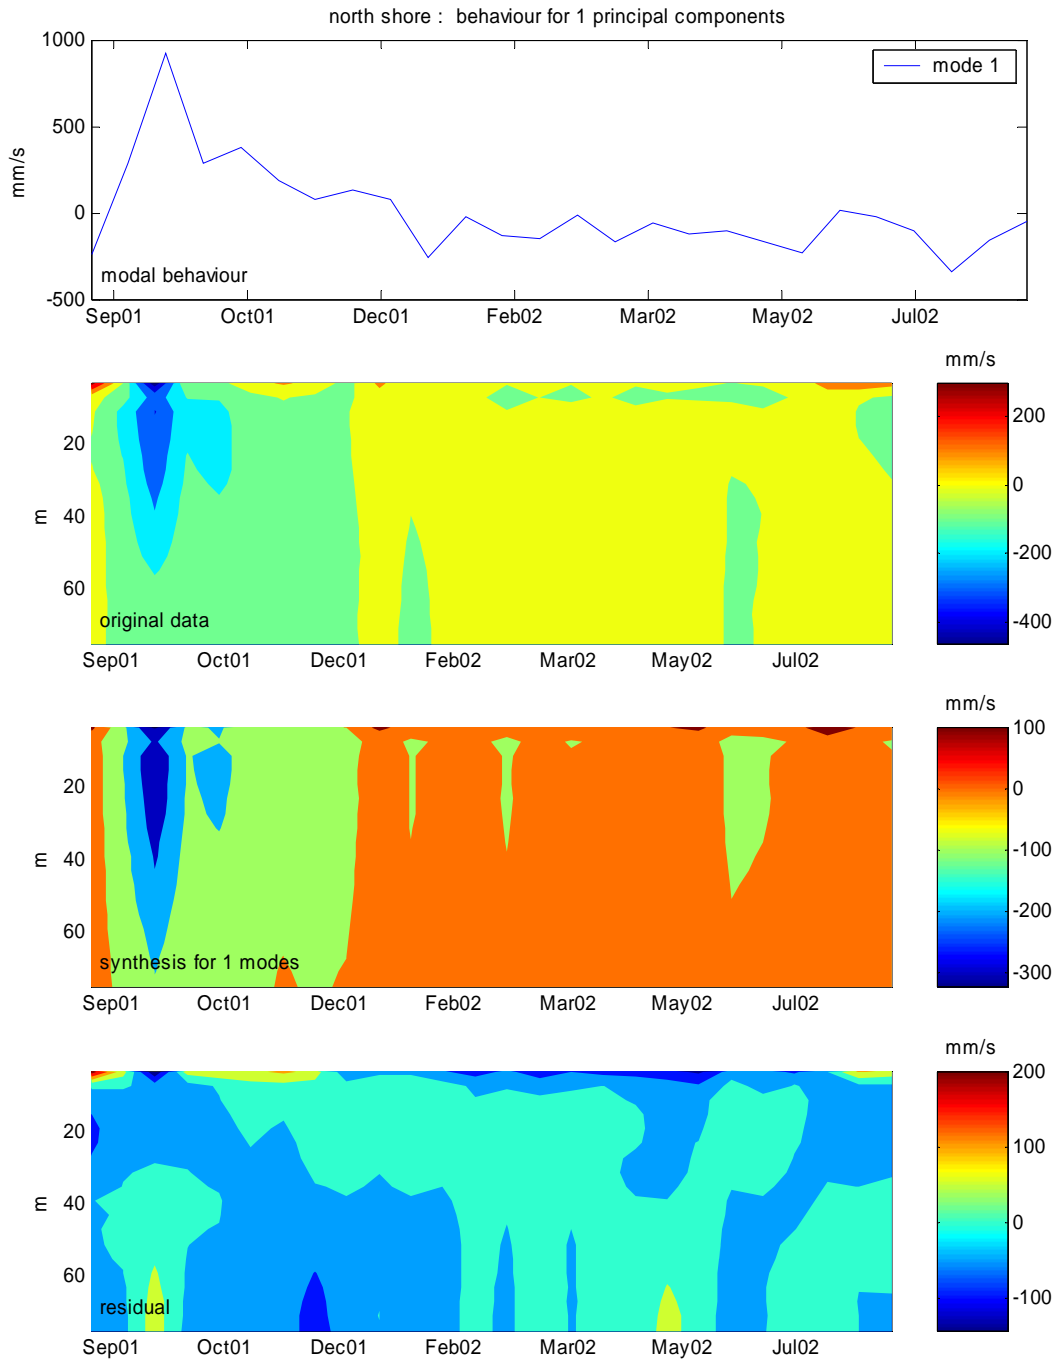 north shore : behaviour for 1 principal components
1000
500
0
-500
mm/s
mode 1
modal behaviour
Sep01 Oct01 Dec01 Feb02 Mar02 May02 Jul02
mm/s
20
40
60
m
original data
200
0
-200
-400
Sep01 Oct01 Dec01 Feb02 Mar02 May02 Jul02
mm/s
20
40
60
m
synthesis for 1 modes
100
0
-100
-200
-300
Sep01 Oct01 Dec01 Feb02 Mar02 May02 Jul02
mm/s
20
40
60
m
residual
200
100
0
-100
Sep01 Oct01 Dec01 Feb02 Mar02 May02 Jul02